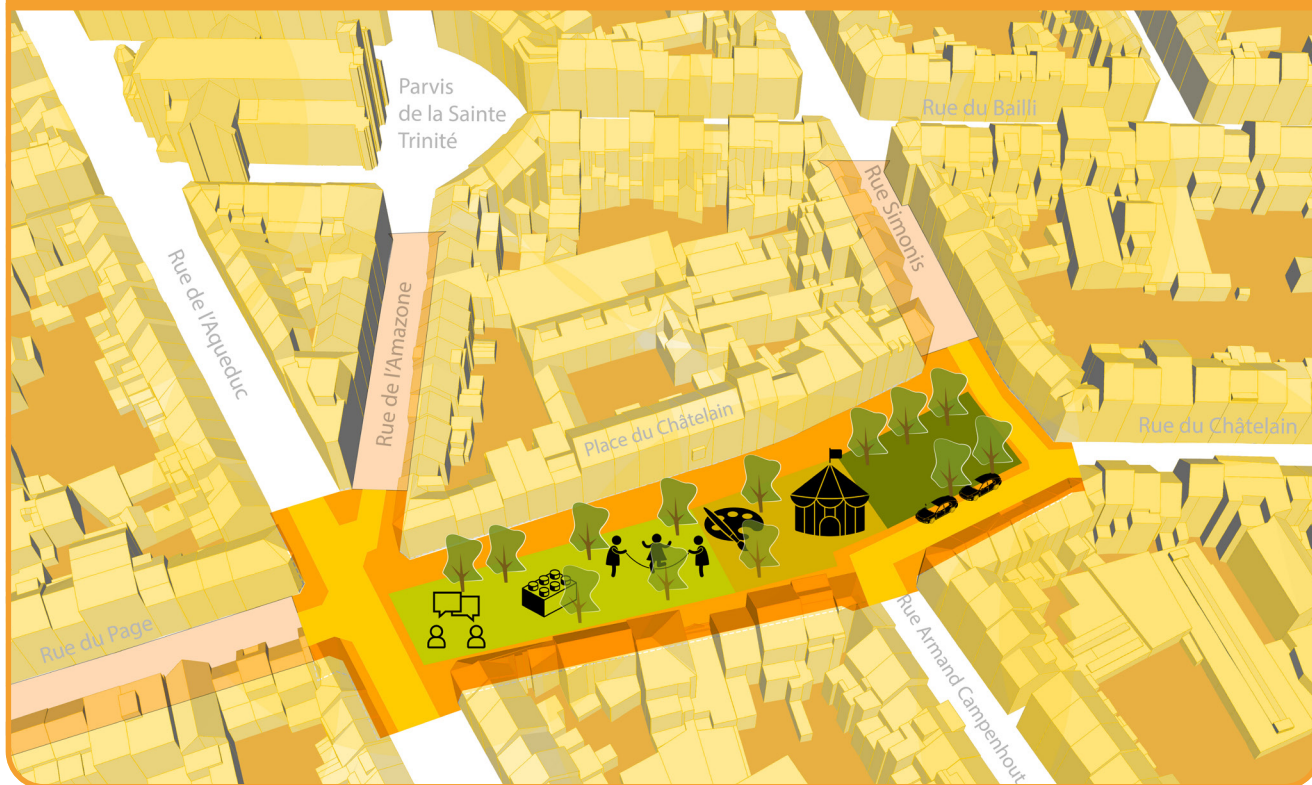 Parvis
de la Sainte
Trinité
Rue du Bailli
Rue Simonis
Rue de l'Aqueduc
Rue de l'Amazone
Place du Châtelain
Rue du Châtelain
Rue du Page
Rue Armand Campenhout